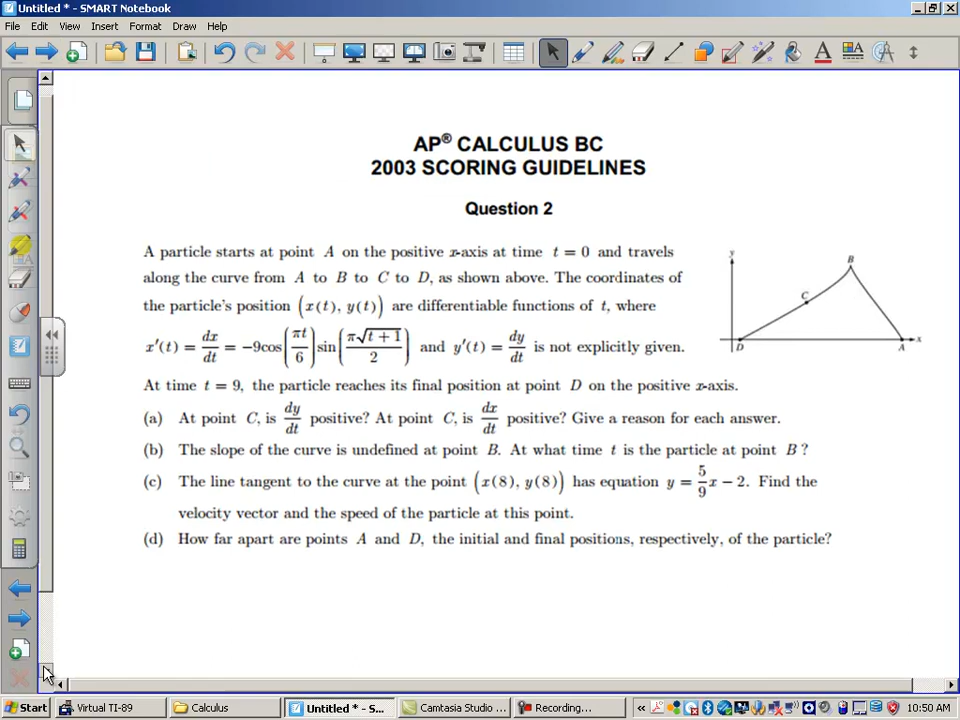 Untitled * - SMART Notebook
File Edit View Insert Format Draw Help
AP® CALCULUS BC
2003 SCORING GUIDELINES
Question 2
A particle starts at point A on the positive x-axis at time t = 0 and travels
along the curve from A to B to C to D, as shown above. The coordinates of
the particle's position (x(t), y(t)) are differentiable functions of t, where
x′(t) = dx/dt = -9cos(πt/6)sin(π√(t+1)/2) and y′(t) = dy/dt is not explicitly given.
At time t = 9, the particle reaches its final position at point D on the positive x-axis.
(a) At point C, is dy/dt positive? At point C, is dx/dt positive? Give a reason for each answer.
(b) The slope of the curve is undefined at point B. At what time t is the particle at point B?
(c) The line tangent to the curve at the point (x(8), y(8)) has equation y = 5/9 x - 2. Find the
velocity vector and the speed of the particle at this point.
(d) How far apart are points A and D, the initial and final positions, respectively, of the particle?
y
B
C
D
A
x
Start
Virtual TI-89
Calculus
Untitled * - S...
Camtasia Studio ...
Recording...
10:50 AM